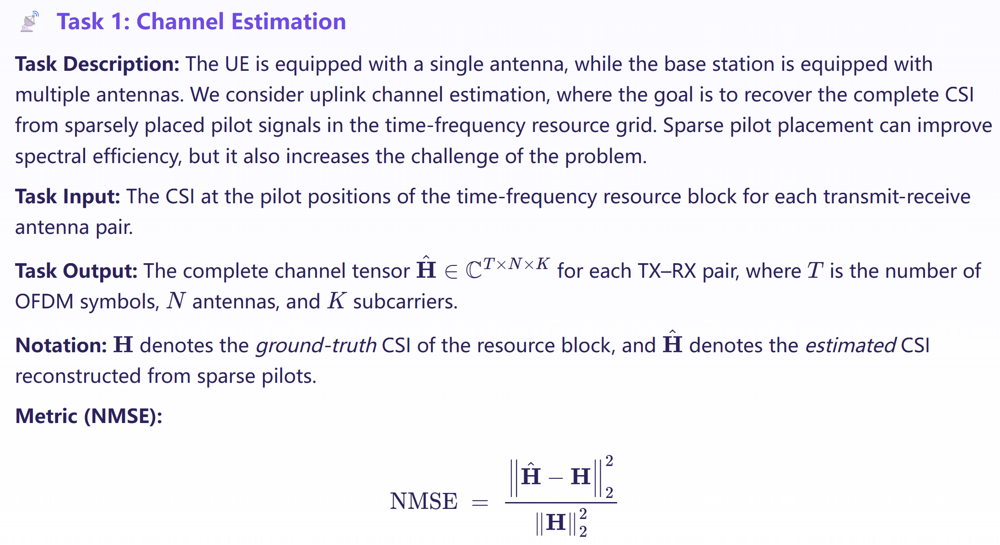 Task 1: Channel Estimation
Task Description: The UE is equipped with a single antenna, while the base station is equipped with
multiple antennas. We consider uplink channel estimation, where the goal is to recover the complete CSI
from sparsely placed pilot signals in the time-frequency resource grid. Sparse pilot placement can improve
spectral efficiency, but it also increases the challenge of the problem.
Task Input: The CSI at the pilot positions of the time-frequency resource block for each transmit-receive
antenna pair.
Task Output: The complete channel tensor $\hat{\mathbf{H}} \in \mathbb{C}^{T \times N \times K}$ for each TX–RX pair, where $T$ is the number of
OFDM symbols, $N$ antennas, and $K$ subcarriers.
Notation: $\mathbf{H}$ denotes the ground-truth CSI of the resource block, and $\hat{\mathbf{H}}$ denotes the estimated CSI
reconstructed from sparse pilots.
Metric (NMSE):
$\mathrm{NMSE} = \frac{\left\| \hat{\mathbf{H}} - \mathbf{H} \right\|_2^2}{\left\| \mathbf{H} \right\|_2^2}$